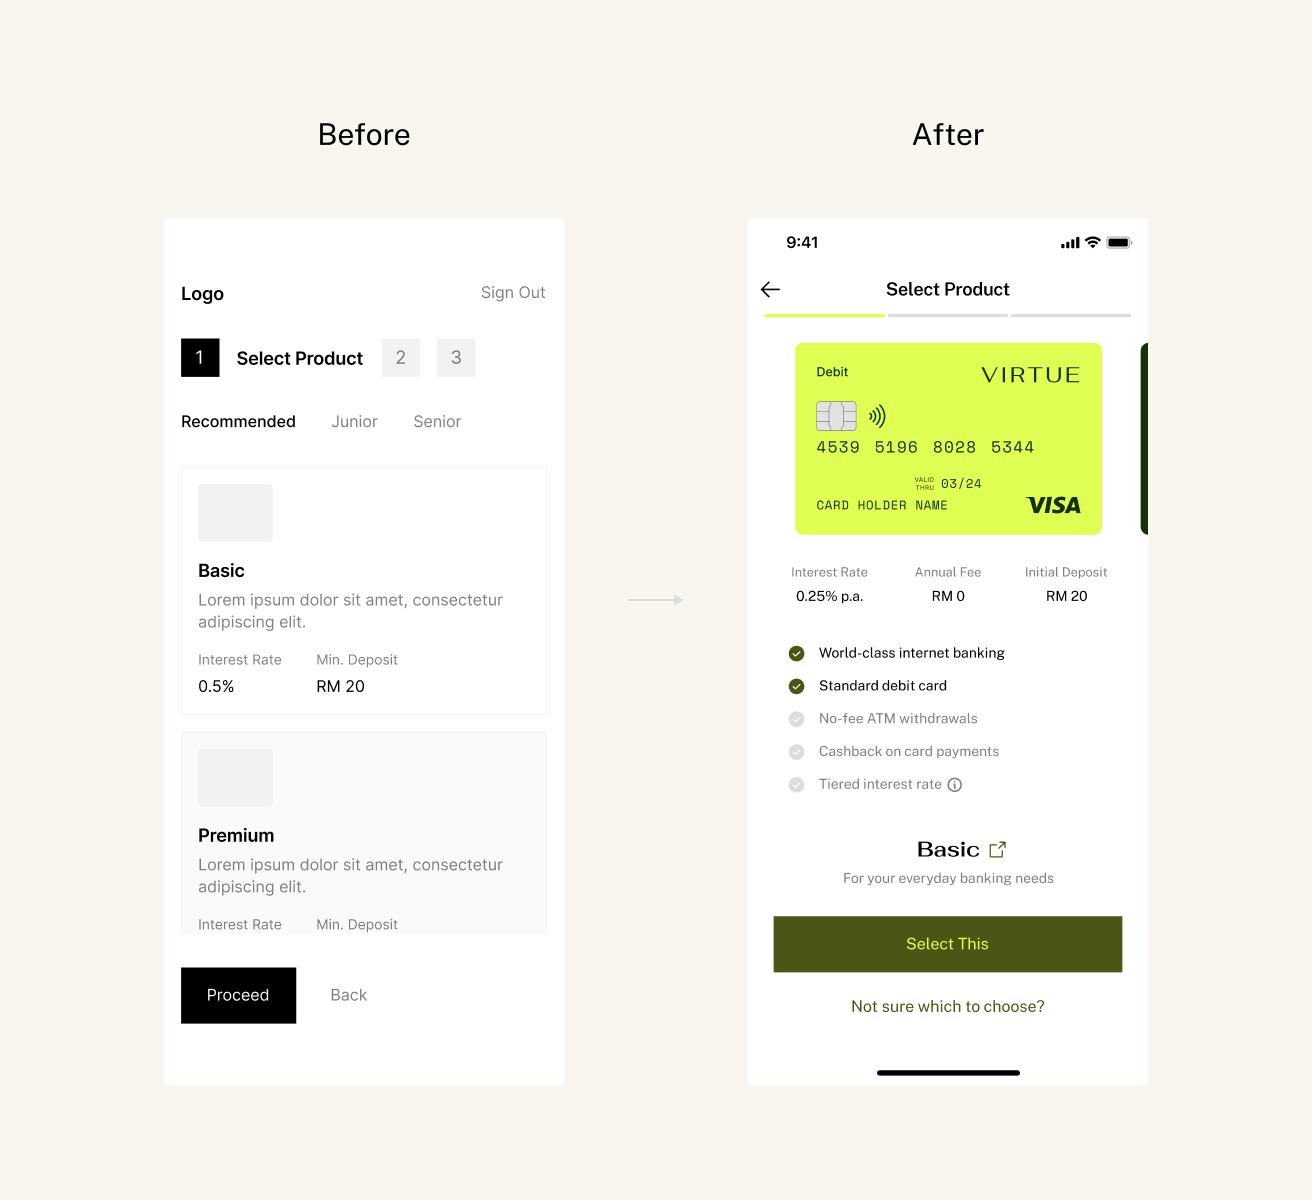 Before
After
Logo
Sign Out
1
Select Product
2
3
Recommended
Junior
Senior
Basic
Lorem ipsum dolor sit amet, consectetur
adipiscing elit.
Interest Rate
Min. Deposit
0.5%
RM 20
Premium
Lorem ipsum dolor sit amet, consectetur
adipiscing elit.
Interest Rate
Min. Deposit
Proceed
Back
9:41
Select Product
Debit
VIRTUE
4539 5196 8028 5344
VALID
THRU
03/24
CARD HOLDER NAME
VISA
Interest Rate
Annual Fee
Initial Deposit
0.25% p.a.
RM 0
RM 20
World-class internet banking
Standard debit card
No-fee ATM withdrawals
Cashback on card payments
Tiered interest rate
Basic
For your everyday banking needs
Select This
Not sure which to choose?